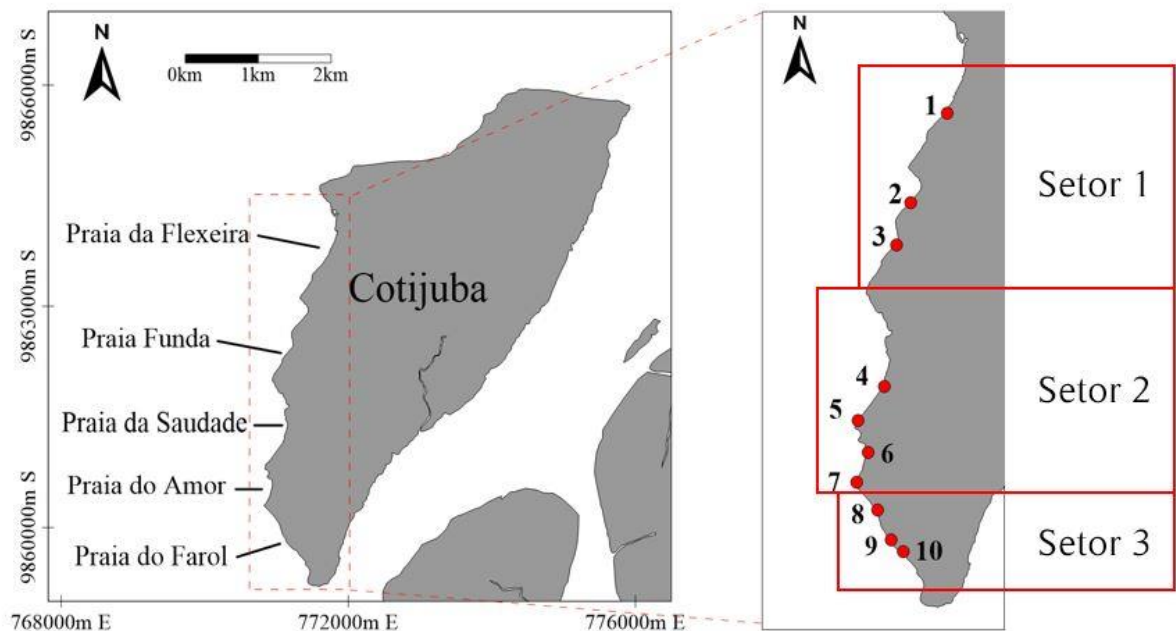 N
0km 1km 2km
9866000m S
9863000m S
9860000m S
Praia da Flexeira
Praia Funda
Praia da Saudade
Praia do Amor
Praia do Farol
Cotijuba
768000m E
772000m E
776000m E
N
1
2
3
Setor 1
4
5
6
7
Setor 2
8
9
10
Setor 3